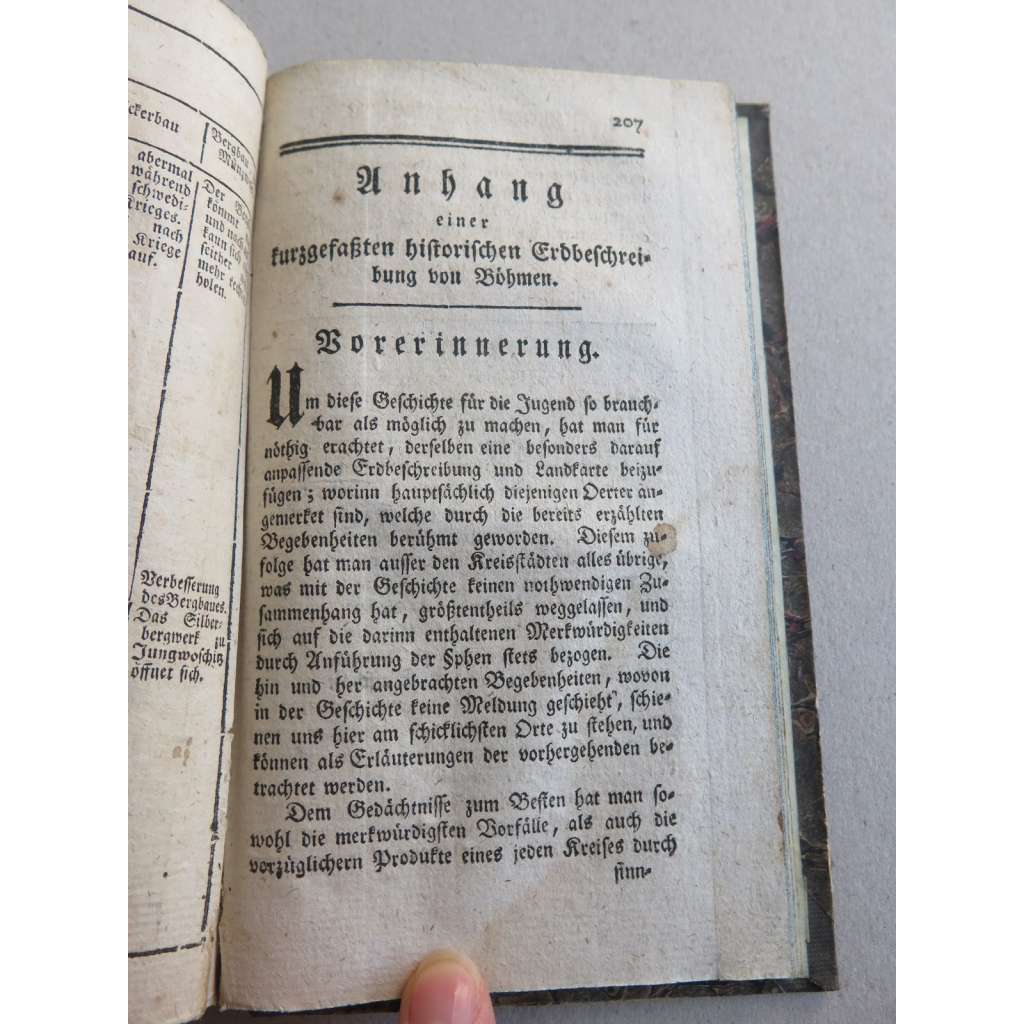 ckerbau
abermal
während
schwedi-
Krieges.
nach
Kriege
auf.
Bergbau
Münz
Der
kömmt
und nach
kann sich
seither
mehr
holen.
Verbesserung
des Bergbaues.
Das Silber-
bergwerk zu
Jungwoschitz
öffnet sich.
207
Anhang
einer
kurzgefaßten historischen Erdbeschrei-
bung von Böhmen.
Vorerinnerung.
Um diese Geschichte für die Jugend so brauch-
bar als möglich zu machen, hat man für
nöthig erachtet, derselben eine besonders darauf
anpassende Erdbeschreibung und Landkarte beizu-
fügen; worinn hauptsächlich diejenigen Oerter an-
gemerket sind, welche durch die bereits erzählten
Begebenheiten berühmt geworden. Diesem zu-
folge hat man ausser den Kreisstädten alles übrige,
was mit der Geschichte keinen nothwendigen Zu-
sammenhang hat, größtentheils weggelassen, und
sich auf die darinn enthaltenen Merkwürdigkeiten
durch Anführung der §phen stets bezogen. Die
hin und her angebrachten Begebenheiten, wovon
in der Geschichte keine Meldung geschieht, schie-
nen uns hier am schicklichsten Orte zu stehen, und
können als Erläuterungen der vorhergehenden be-
trachtet werden.
Dem Gedächtnisse zum Besten hat man so-
wohl die merkwürdigsten Vorfälle, als auch die
vorzüglichern Produkte eines jeden Kreises durch
sinn-